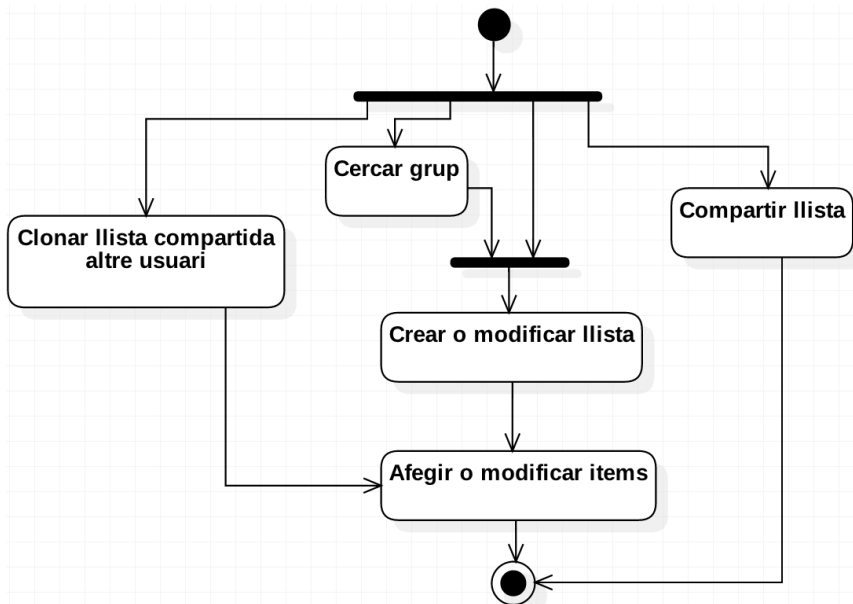 Cercar grup
Compartir llista
Clonar llista compartida
altre usuari
Crear o modificar llista
Afegir o modificar items